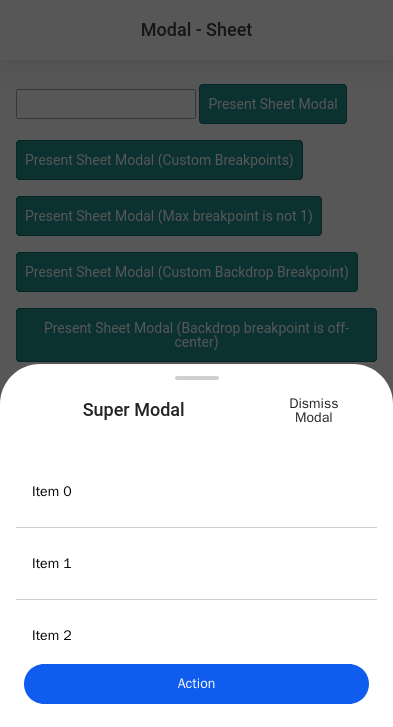 Modal - Sheet
Present Sheet Modal
Present Sheet Modal (Custom Breakpoints)
Present Sheet Modal (Max breakpoint is not 1)
Present Sheet Modal (Custom Backdrop Breakpoint)
Present Sheet Modal (Backdrop breakpoint is off-
center)
Super Modal
Dismiss
Modal
Item 0
Item 1
Item 2
Action